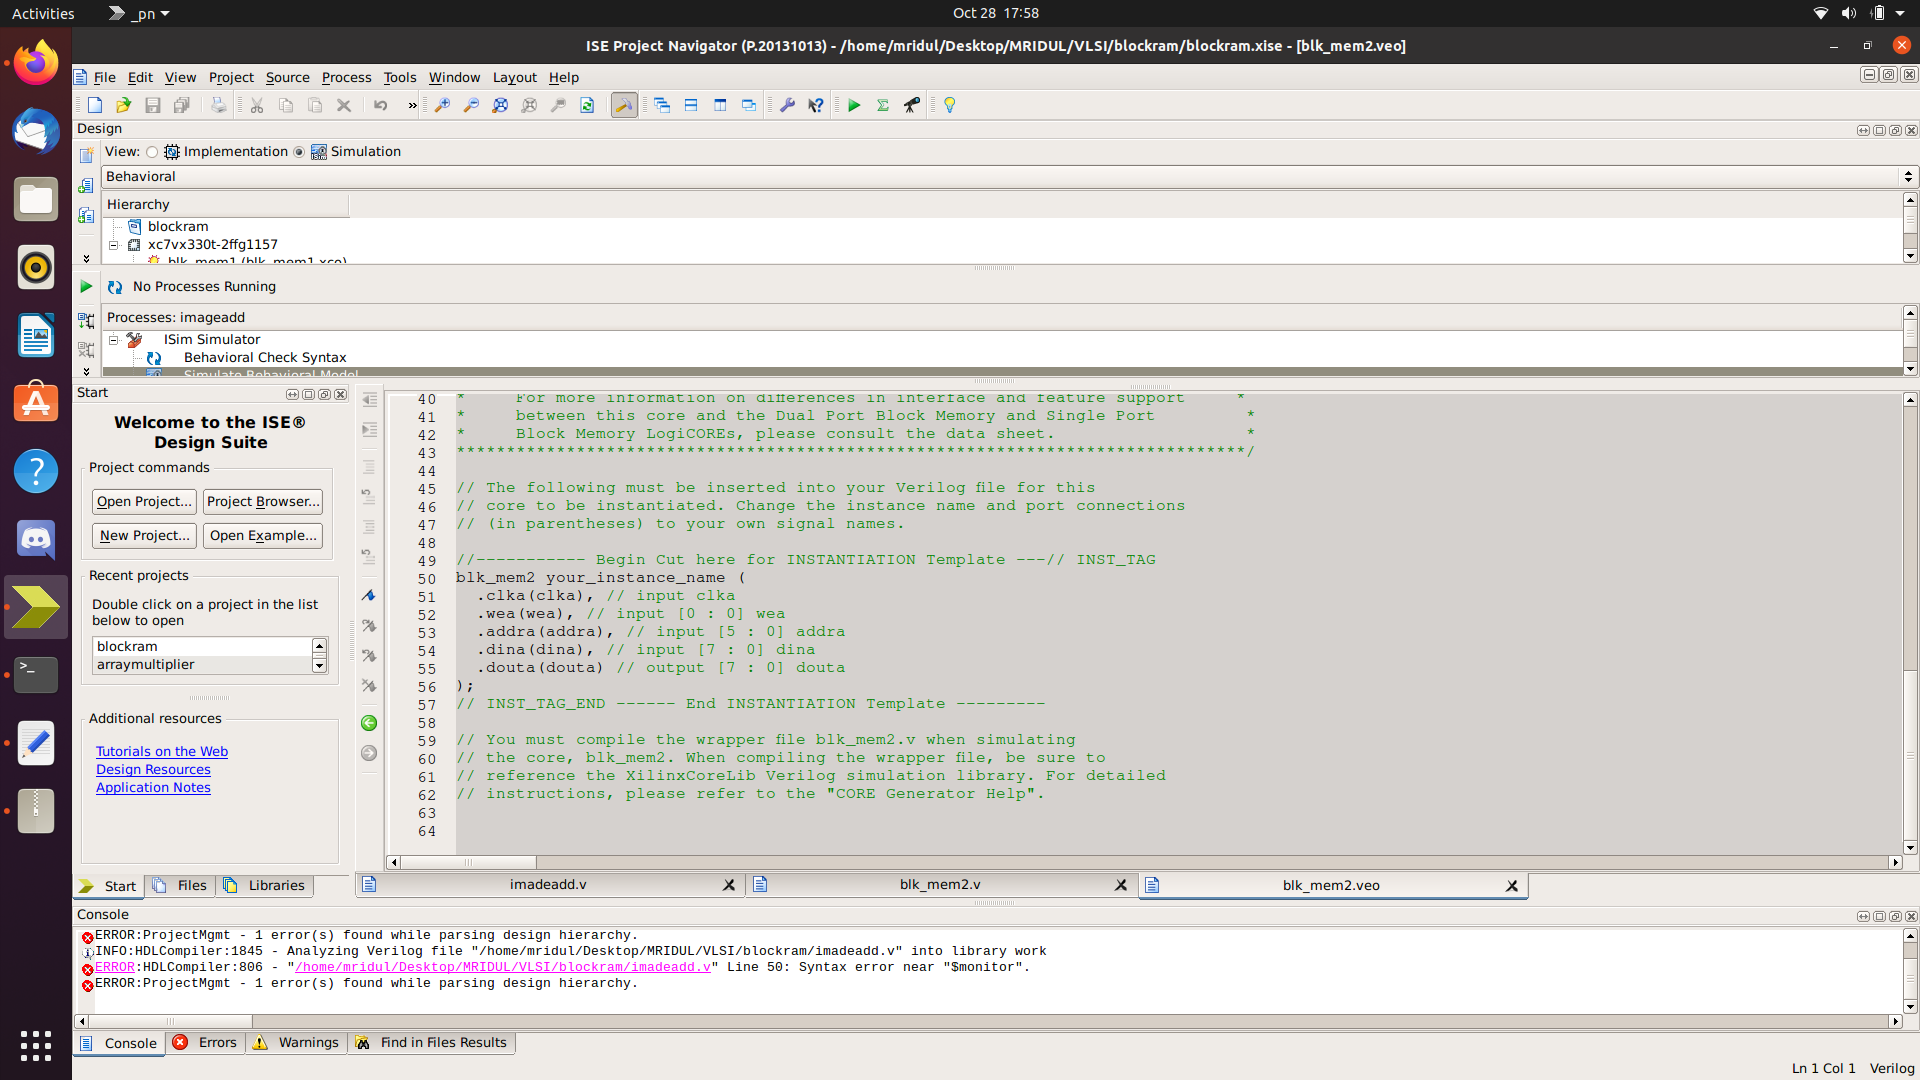 Activities
_pn
Oct 28 17:58
ISE Project Navigator (P.20131013) - /home/mridul/Desktop/MRIDUL/VLSI/blockram/blockram.xise - [blk_mem2.veo]
File Edit View Project Source Process Tools Window Layout Help
Design
View: Implementation Simulation
Behavioral
Hierarchy
blockram
xc7vx330t-2ffg1157
blk_mem1 (blk_mem1.xco)
No Processes Running
Processes: imageadd
ISim Simulator
Behavioral Check Syntax
Simulate Behavioral Model
Start
Welcome to the ISE®
Design Suite
Project commands
Open Project... Project Browser...
New Project... Open Example...
Recent projects
Double click on a project in the list
below to open
blockram
arraymultiplier
Additional resources
Tutorials on the Web
Design Resources
Application Notes
Start Files Libraries
40 * For more information on differences in interface and feature support *
41 * between this core and the Dual Port Block Memory and Single Port *
42 * Block Memory LogiCOREs, please consult the data sheet. *
43 *******************************************************************************/
44
45 // The following must be inserted into your Verilog file for this
46 // core to be instantiated. Change the instance name and port connections
47 // (in parentheses) to your own signal names.
48
49 //----------- Begin Cut here for INSTANTIATION Template ---// INST_TAG
50 blk_mem2 your_instance_name (
51 .clka(clka), // input clka
52 .wea(wea), // input [0 : 0] wea
53 .addra(addra), // input [5 : 0] addra
54 .dina(dina), // input [7 : 0] dina
55 .douta(douta) // output [7 : 0] douta
56 );
57 // INST_TAG_END ------ End INSTANTIATION Template ---------
58
59 // You must compile the wrapper file blk_mem2.v when simulating
60 // the core, blk_mem2. When compiling the wrapper file, be sure to
61 // reference the XilinxCoreLib Verilog simulation library. For detailed
62 // instructions, please refer to the "CORE Generator Help".
63
64
imadeadd.v blk_mem2.v blk_mem2.veo
Console
ERROR:ProjectMgmt - 1 error(s) found while parsing design hierarchy.
INFO:HDLCompiler:1845 - Analyzing Verilog file "/home/mridul/Desktop/MRIDUL/VLSI/blockram/imadeadd.v" into library work
ERROR:HDLCompiler:806 - "/home/mridul/Desktop/MRIDUL/VLSI/blockram/imadeadd.v" Line 50: Syntax error near "$monitor".
ERROR:ProjectMgmt - 1 error(s) found while parsing design hierarchy.
Console Errors Warnings Find in Files Results
Ln 1 Col 1 Verilog